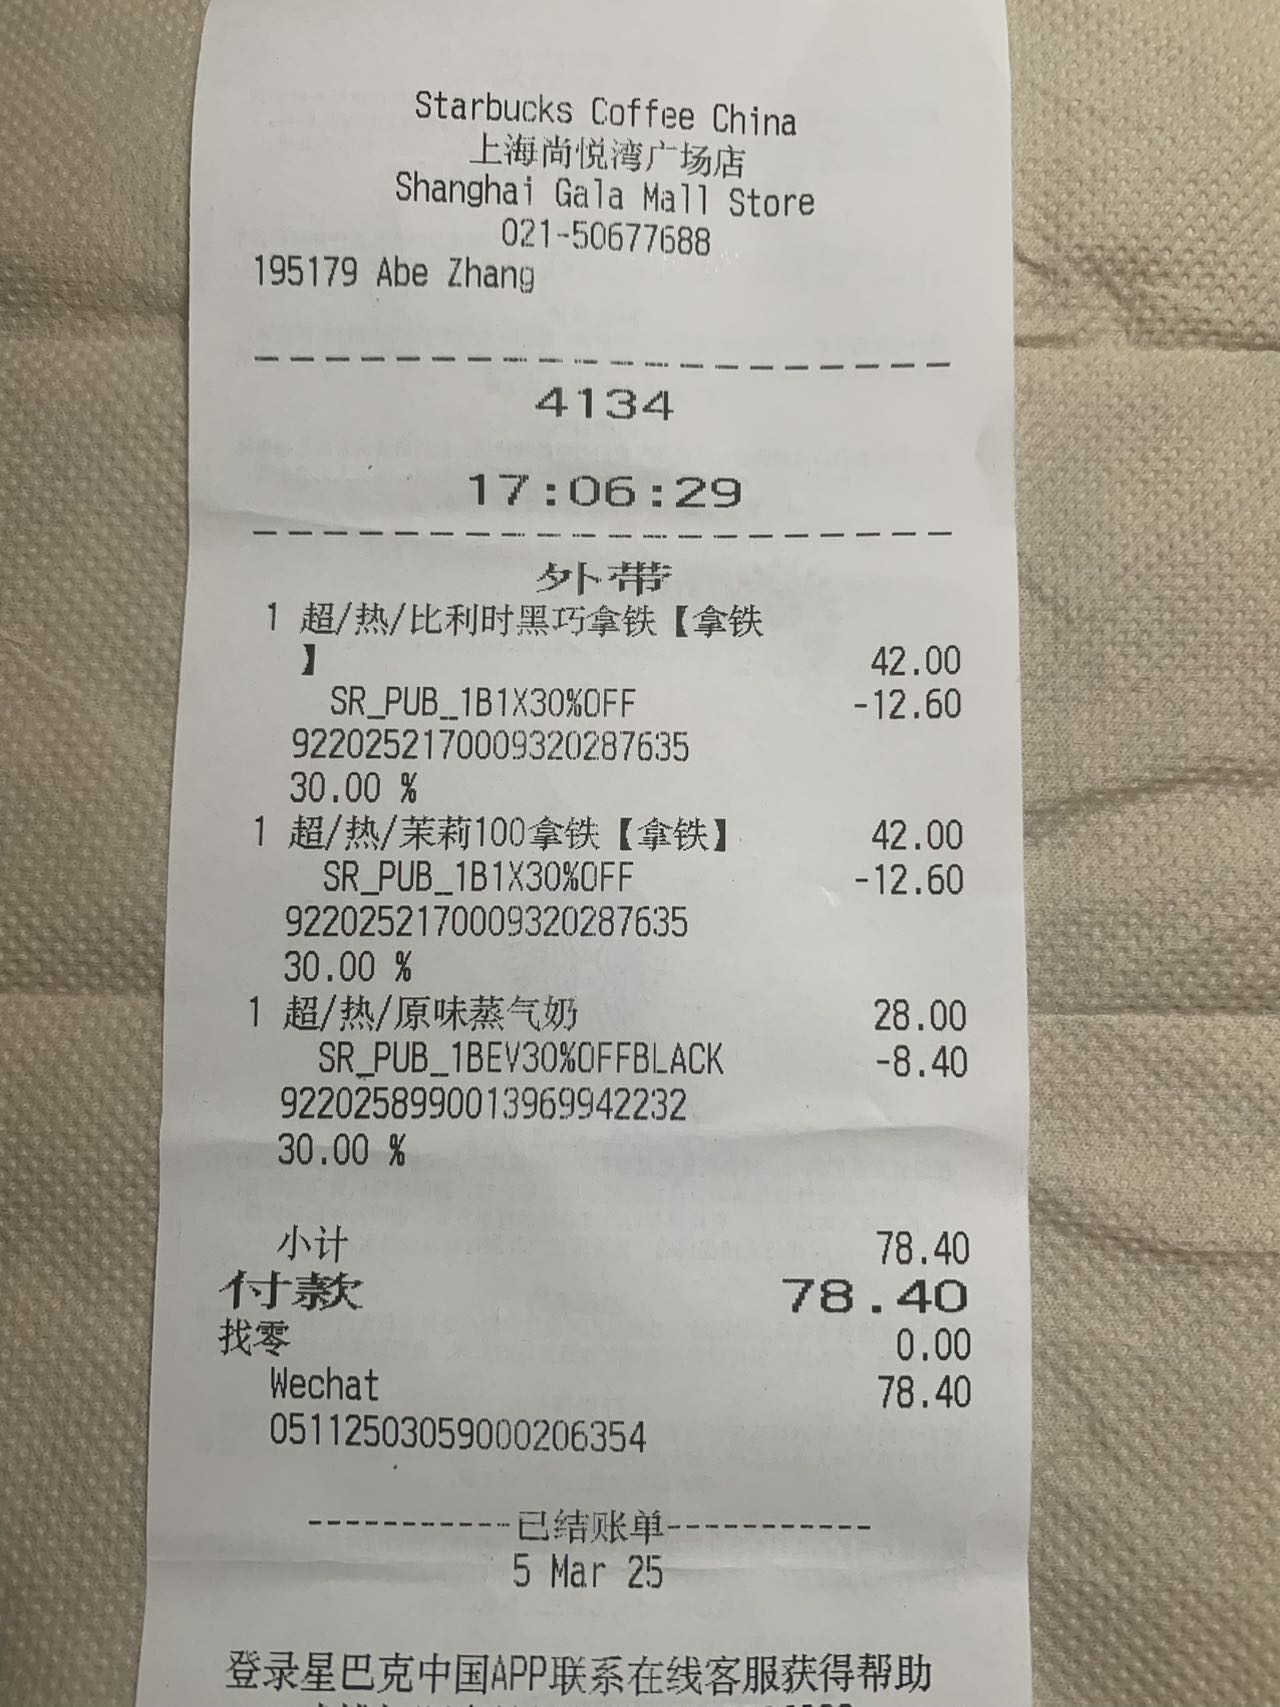 Starbucks Coffee China
上海尚悦湾广场店
Shanghai Gala Mall Store
021-50677688
195179 Abe Zhang
4134
17:06:29
外带
1 超/热/比利时黑巧拿铁【拿铁
】 42.00
SR_PUB_1B1X30%OFF -12.60
9220252170009320287635
30.00 %
1 超/热/茉莉100拿铁【拿铁】 42.00
SR_PUB_1B1X30%OFF -12.60
9220252170009320287635
30.00 %
1 超/热/原味蒸气奶 28.00
SR_PUB_1BEV30%OFFBLACK -8.40
9220258990013969942232
30.00 %
小计 78.40
付款 78.40
找零 0.00
Wechat 78.40
05112503059000206354
-----------已结账单-----------
5 Mar 25
登录星巴克中国APP联系在线客服获得帮助